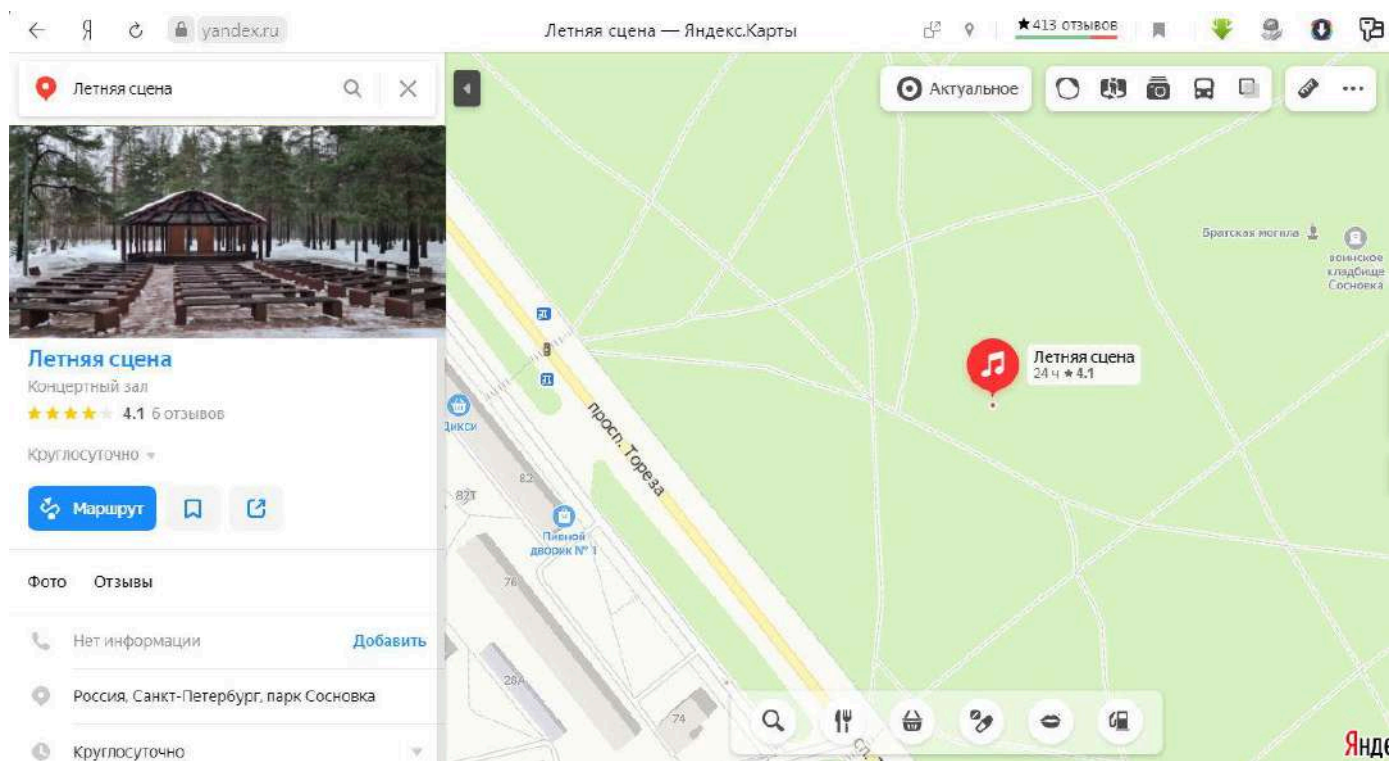 Я
yandex.ru
Летняя сцена — Яндекс.Карты
★413 отзывов
Летняя сцена
Актуальное
Летняя сцена
Концертный зал
4.1 6 отзывов
Круглосуточно
Маршрут
Фото Отзывы
Нет информации Добавить
Россия, Санкт-Петербург, парк Сосновка
Круглосуточно
Братская могила
воинское
кладбище
Сосновка
Летняя сцена
24 ч ★ 4.1
Дикси
просп. Тореза
82
82Т
Пивной
дворик № 1
76
28А
74